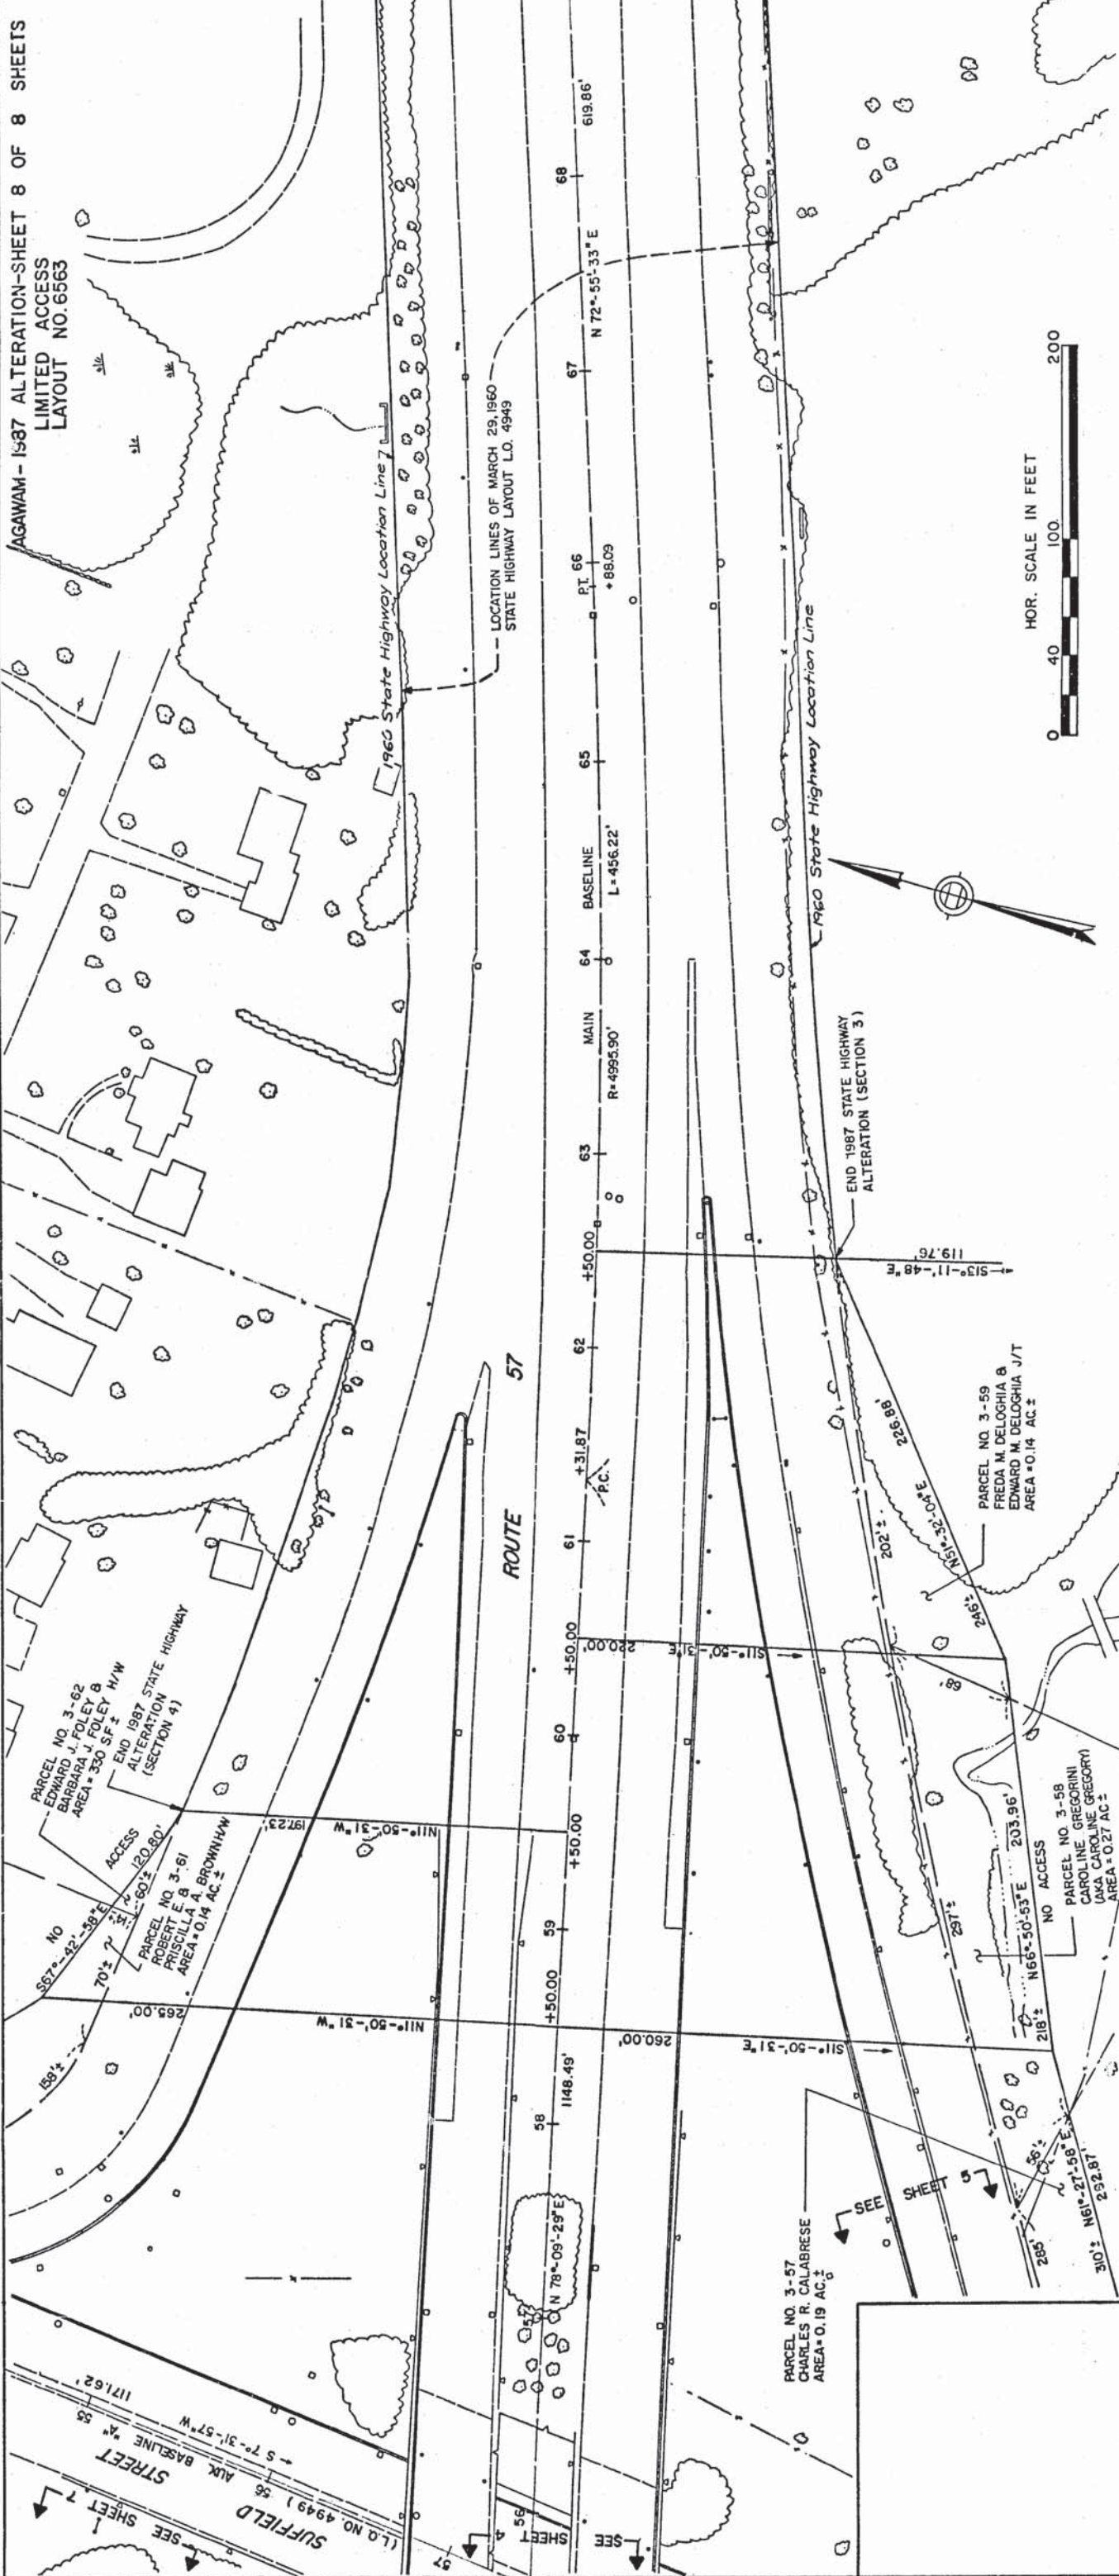 AGAWAM-1987 ALTERATION-SHEET 8 OF 8 SHEETS
LIMITED ACCESS
LAYOUT NO. 6563
1960 State Highway Location Line
LOCATION LINES OF MARCH 29, 1960
STATE HIGHWAY LAYOUT L.O. 4949
619.86'
68
N 72°-55'-33" E
67
66
P.T.
+88.09
65
BASELINE
L=456.22'
64
MAIN
R=4995.90'
63
+50.00
62
+31.87
P.C.
61
+50.00
60
+50.00
59
+50.00
1148.49'
58
N 78°-09'-29" E
57
56
ROUTE 57
1960 State Highway Location Line
HOR. SCALE IN FEET
0 40 100 200
END 1987 STATE HIGHWAY
ALTERATION (SECTION 3)
119.76'
S13°-11'-48"E
226.88'
N51°-32'-04"E
246'±
202'±
PARCEL NO. 3-59
FREDA M. DELOGHIA &
EDWARD M. DELOGHIA J/T
AREA=0.14 AC.±
220.00'
S11°-50'-31"E
68'
PARCEL NO. 3-62
EDWARD J. FOLEY &
BARBARA J. FOLEY H/W
AREA=330 S.F.±
END 1987 STATE HIGHWAY
ALTERATION
(SECTION 4)
197.23'
N11°-50'-31"W
NO ACCESS
S67°-42'-58"E
120.80'
60'±
14'±
70'±
PARCEL NO. 3-61
ROBERT E. &
PRISCILLA A. BROWN H/W
AREA=0.14 AC.±
158'±
265.00'
N11°-50'-31"W
260.00'
S11°-50'-31"E
297'±
203.96'
N66°-50'-53"E
NO ACCESS
218'±
PARCEL NO. 3-58
CAROLINE GREGORINI
(AKA CAROLINE GREGORY)
AREA=0.27 AC±
PARCEL NO. 3-57
CHARLES R. CALABRESE
AREA=0.19 AC.±
SEE SHEET 5
56'±
285'
310'±
N61°-27'-58"E
292.87'
1171.62'
55
S 7°-31'-57"W
AUX. BASELINE "A"
56
(L.O. NO. 4949)
57
SUFFIELD STREET
SEE SHEET 7
SEE SHEET 4